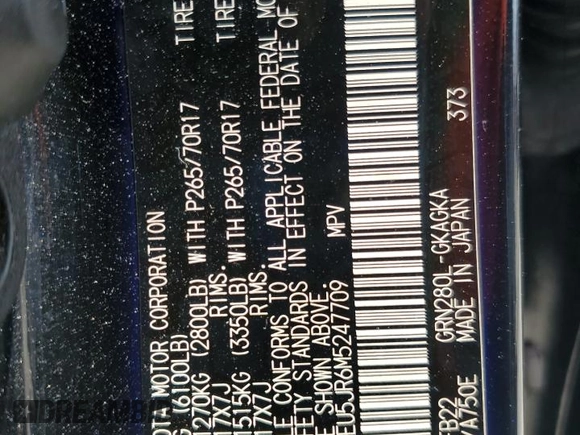 OTA MOTOR CORPORATION
G (6100LB)
1270KG (2800LB) WITH P265/70R17 TIRE
17X7J RIMS.
1515KG (3350LB) WITH P265/70R17 TIRE
17X7J RIMS.
E CONFORMS TO ALL APPLICABLE FEDERAL MO
FETY STANDARDS IN EFFECT ON THE DATE OF
E SHOWN ABOVE.
EU5JR6M5247709 MPV
B22 GRN280L-GKAGKA 373
A750E MADE IN JAPAN